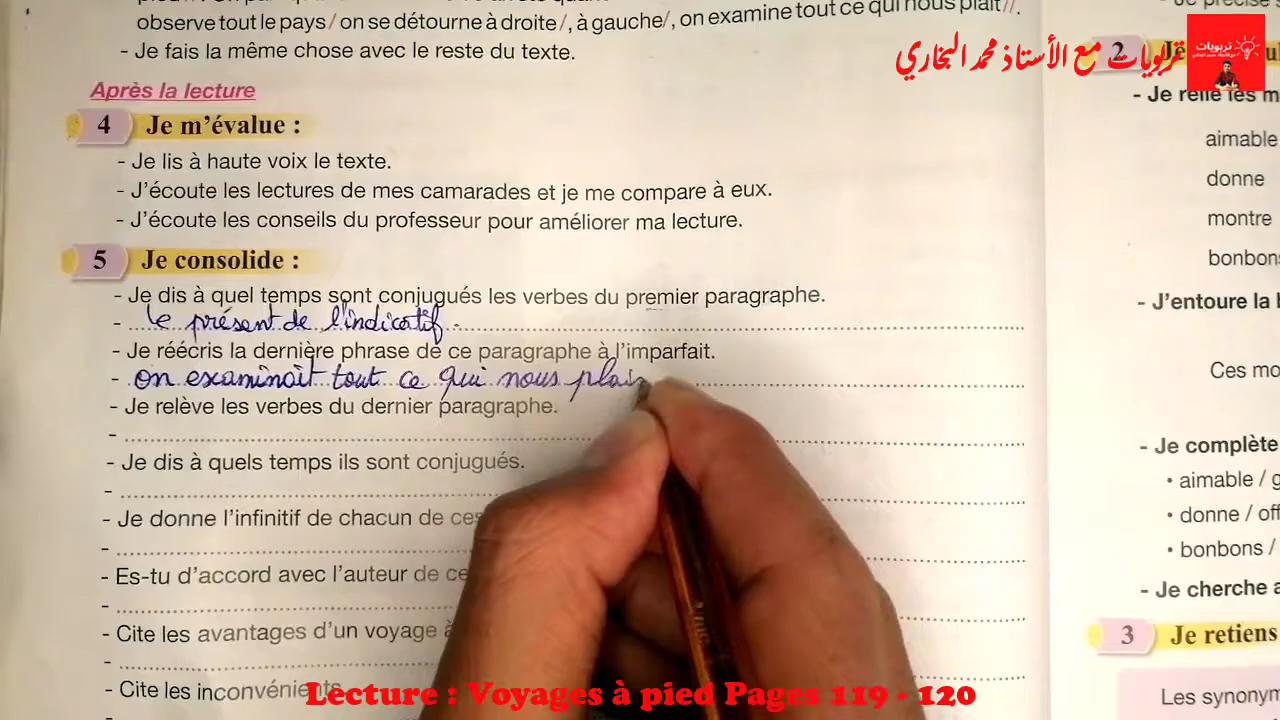 observe tout le pays / on se détourne à droite /, à gauche/, on examine tout ce qui nous plaît //.
- Je fais la même chose avec le reste du texte.
Après la lecture
4 Je m'évalue :
- Je lis à haute voix le texte.
- J'écoute les lectures de mes camarades et je me compare à eux.
- J'écoute les conseils du professeur pour améliorer ma lecture.
5 Je consolide :
- Je dis à quel temps sont conjugués les verbes du premier paragraphe.
- le présent de l'indicatif.
- Je réécris la dernière phrase de ce paragraphe à l'imparfait.
- on examinait tout ce qui nous plais
- Je relève les verbes du dernier paragraphe.
-
- Je dis à quels temps ils sont conjugués.
-
- Je donne l'infinitif de chacun de ces
-
- Es-tu d'accord avec l'auteur de ce
-
- Cite les avantages d'un voyage à
-
- Cite les inconvénients
تربويات مع الأستاذ محمد البخاري
تربويات
2 Je
- Je relie les m
aimable
donne
montre
bonbons
- J'entoure la
Ces mo
- Je complète
• aimable / g
• donne / off
• bonbons /
- Je cherche a
3 Je retiens
Les synonym
Lecture : Voyages à pied Pages 119 - 120